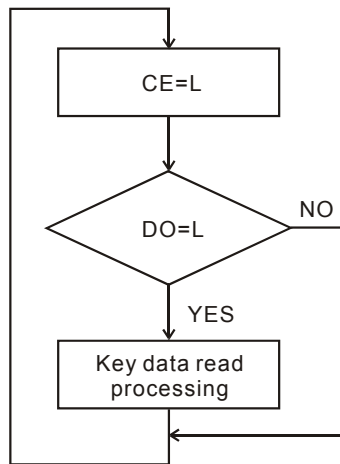 CE=L
DO=L
NO
YES
Key data read
processing